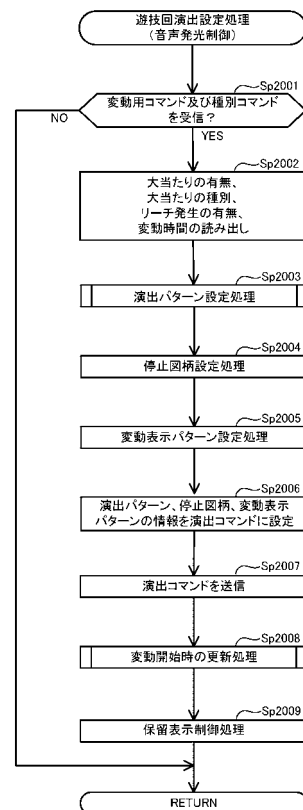 遊技回演出設定処理
(音声発光制御)
Sp2001
変動用コマンド及び種別コマンド
を受信？
NO
YES
Sp2002
大当たりの有無、
大当たりの種別、
リーチ発生の有無、
変動時間の読み出し
Sp2003
演出パターン設定処理
Sp2004
停止図柄設定処理
Sp2005
変動表示パターン設定処理
Sp2006
演出パターン、停止図柄、変動表示
パターンの情報を演出コマンドに設定
Sp2007
演出コマンドを送信
Sp2008
変動開始時の更新処理
Sp2009
保留表示制御処理
RETURN